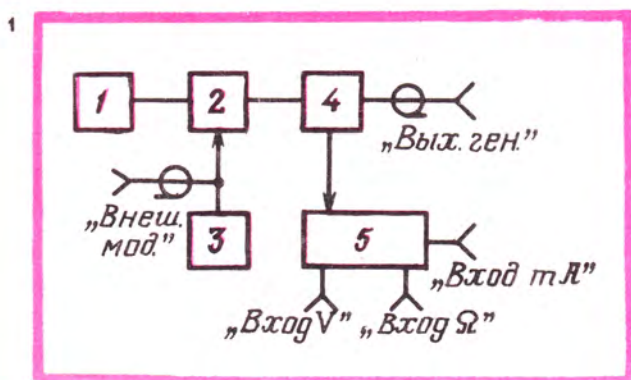 1
1 2 4
„Вых. ген."
„Внеш. мод."
3 5
„Вход mA"
„Вход V" „Вход Ω"